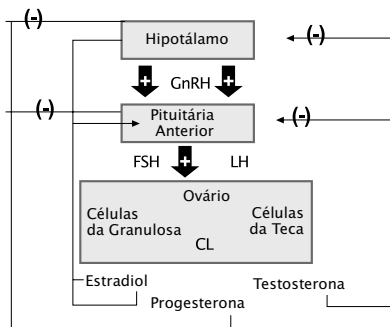 (-)
Hipotálamo
(-)
+ GnRH +
(-)
Pituitária
Anterior
(-)
FSH + LH
Ovário
Células
da Granulosa
Células
da Teca
CL
Estradiol
Testosterona
Progesterona